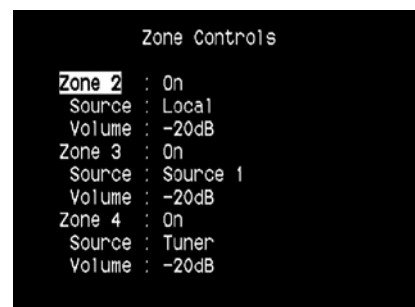 Zone Controls
Zone 2 : On
Source : Local
Volume : -20dB
Zone 3 : On
Source : Source 1
Volume : -20dB
Zone 4 : On
Source : Tuner
Volume : -20dB